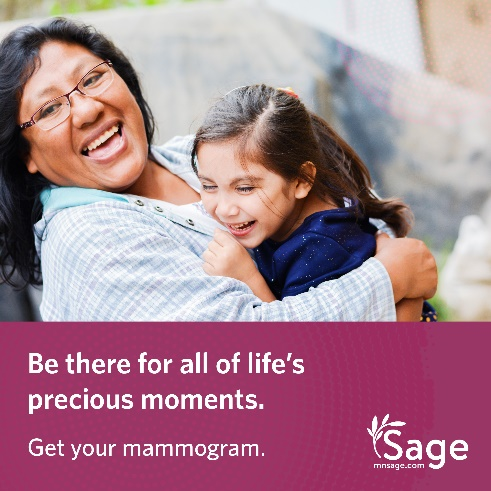 Be there for all of life's
precious moments.
Get your mammogram.
Sage
mnsage.com